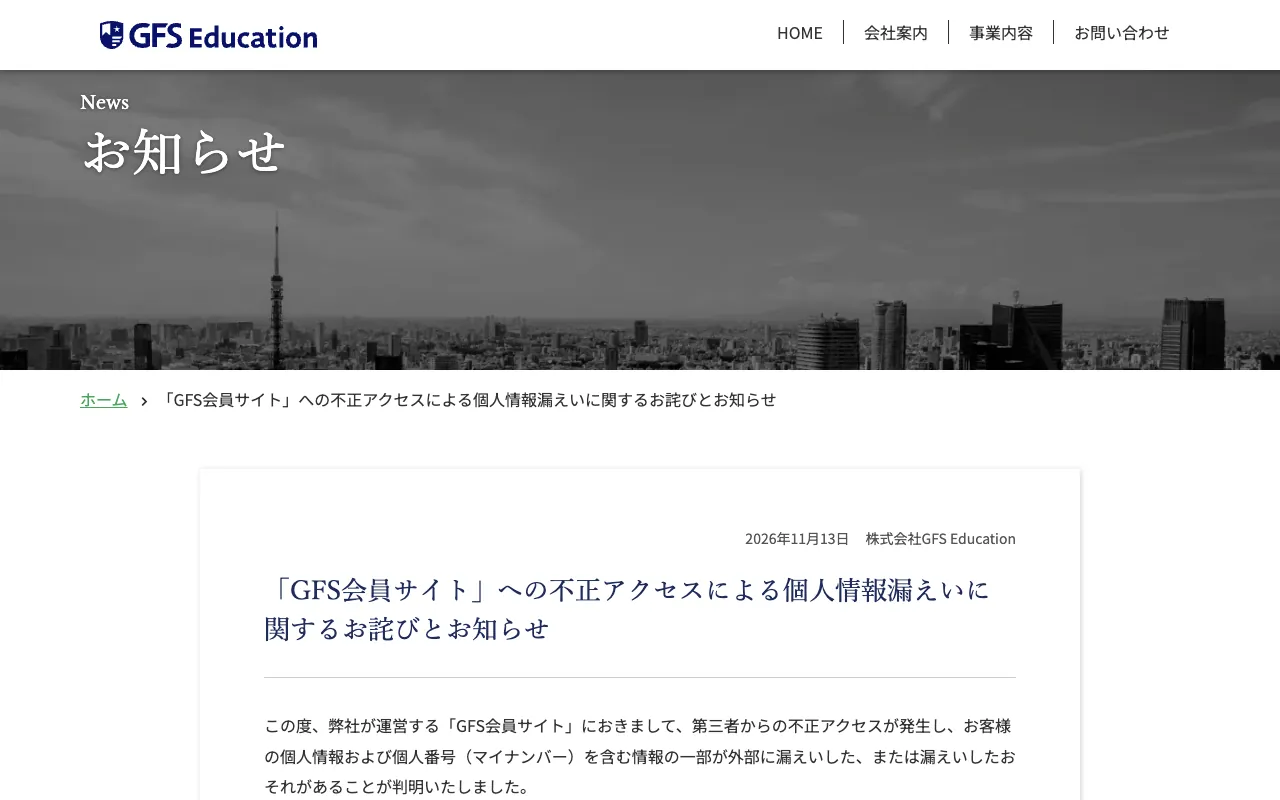 GFS Education
HOME
会社案内
事業内容
お問い合わせ
News
お知らせ
ホーム › 「GFS会員サイト」への不正アクセスによる個人情報漏えいに関するお詫びとお知らせ
2026年11月13日 株式会社GFS Education
「GFS会員サイト」への不正アクセスによる個人情報漏えいに
関するお詫びとお知らせ
この度、弊社が運営する「GFS会員サイト」におきまして、第三者からの不正アクセスが発生し、お客様
の個人情報および個人番号（マイナンバー）を含む情報の一部が外部に漏えいした、または漏えいしたお
それがあることが判明いたしました。